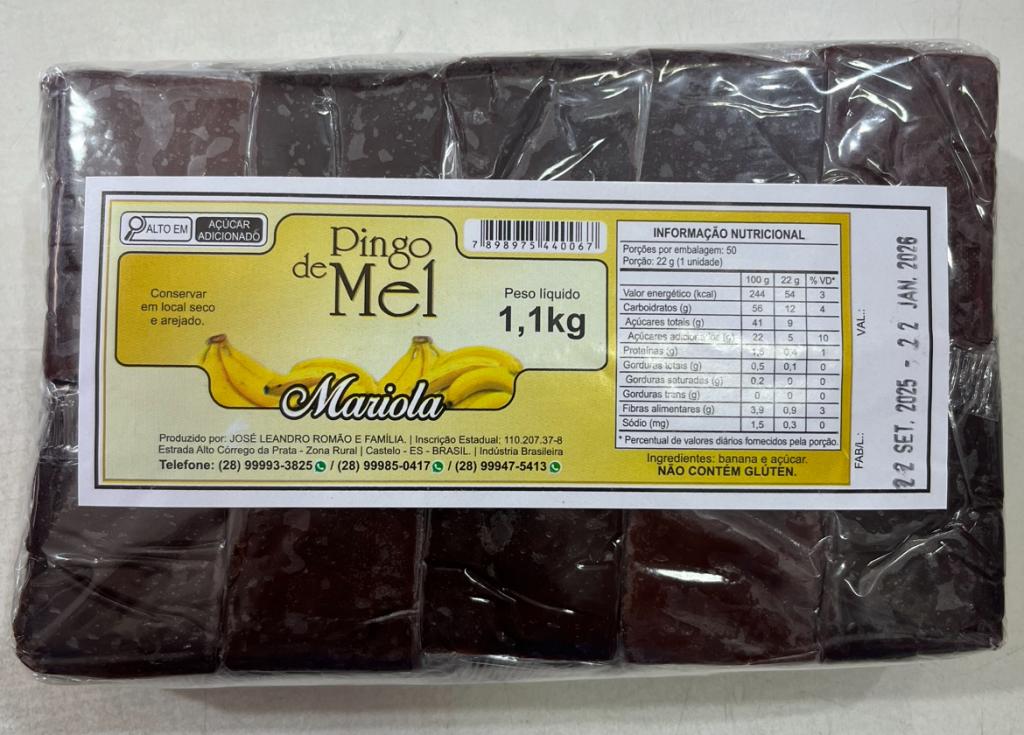 ALTO EM
AÇÚCAR
ADICIONADO
Pingo
de Mel
Conservar
em local seco
e arejado.
Mariola
7 898975 440067
Peso líquido
1,1kg
Produzido por: JOSÉ LEANDRO ROMÃO E FAMÍLIA. | Inscrição Estadual: 110.207.37-8
Estrada Alto Córrego da Prata - Zona Rural | Castelo - ES - BRASIL. | Indústria Brasileira
Telefone: (28) 99993-3825 / (28) 99985-0417 / (28) 99947-5413
INFORMAÇÃO NUTRICIONAL
Porções por embalagem: 50
Porção: 22 g (1 unidade)
100 g 22 g % VD*
Valor energético (kcal) 244 54 3
Carboidratos (g) 56 12 4
Açúcares totais (g) 41 9
Açúcares adicionados (g) 22 5 10
Proteínas (g) 1,8 0,4 1
Gorduras totais (g) 0,5 0,1 0
Gorduras saturadas (g) 0,2 0 0
Gorduras trans (g) 0 0 0
Fibras alimentares (g) 3,9 0,9 3
Sódio (mg) 1,5 0,3 0
* Percentual de valores diários fornecidos pela porção.
Ingredientes: banana e açúcar.
NÃO CONTÉM GLÚTEN.
FAB/L.: VAL.:
22 SET. 2025 - 22 JAN. 2026